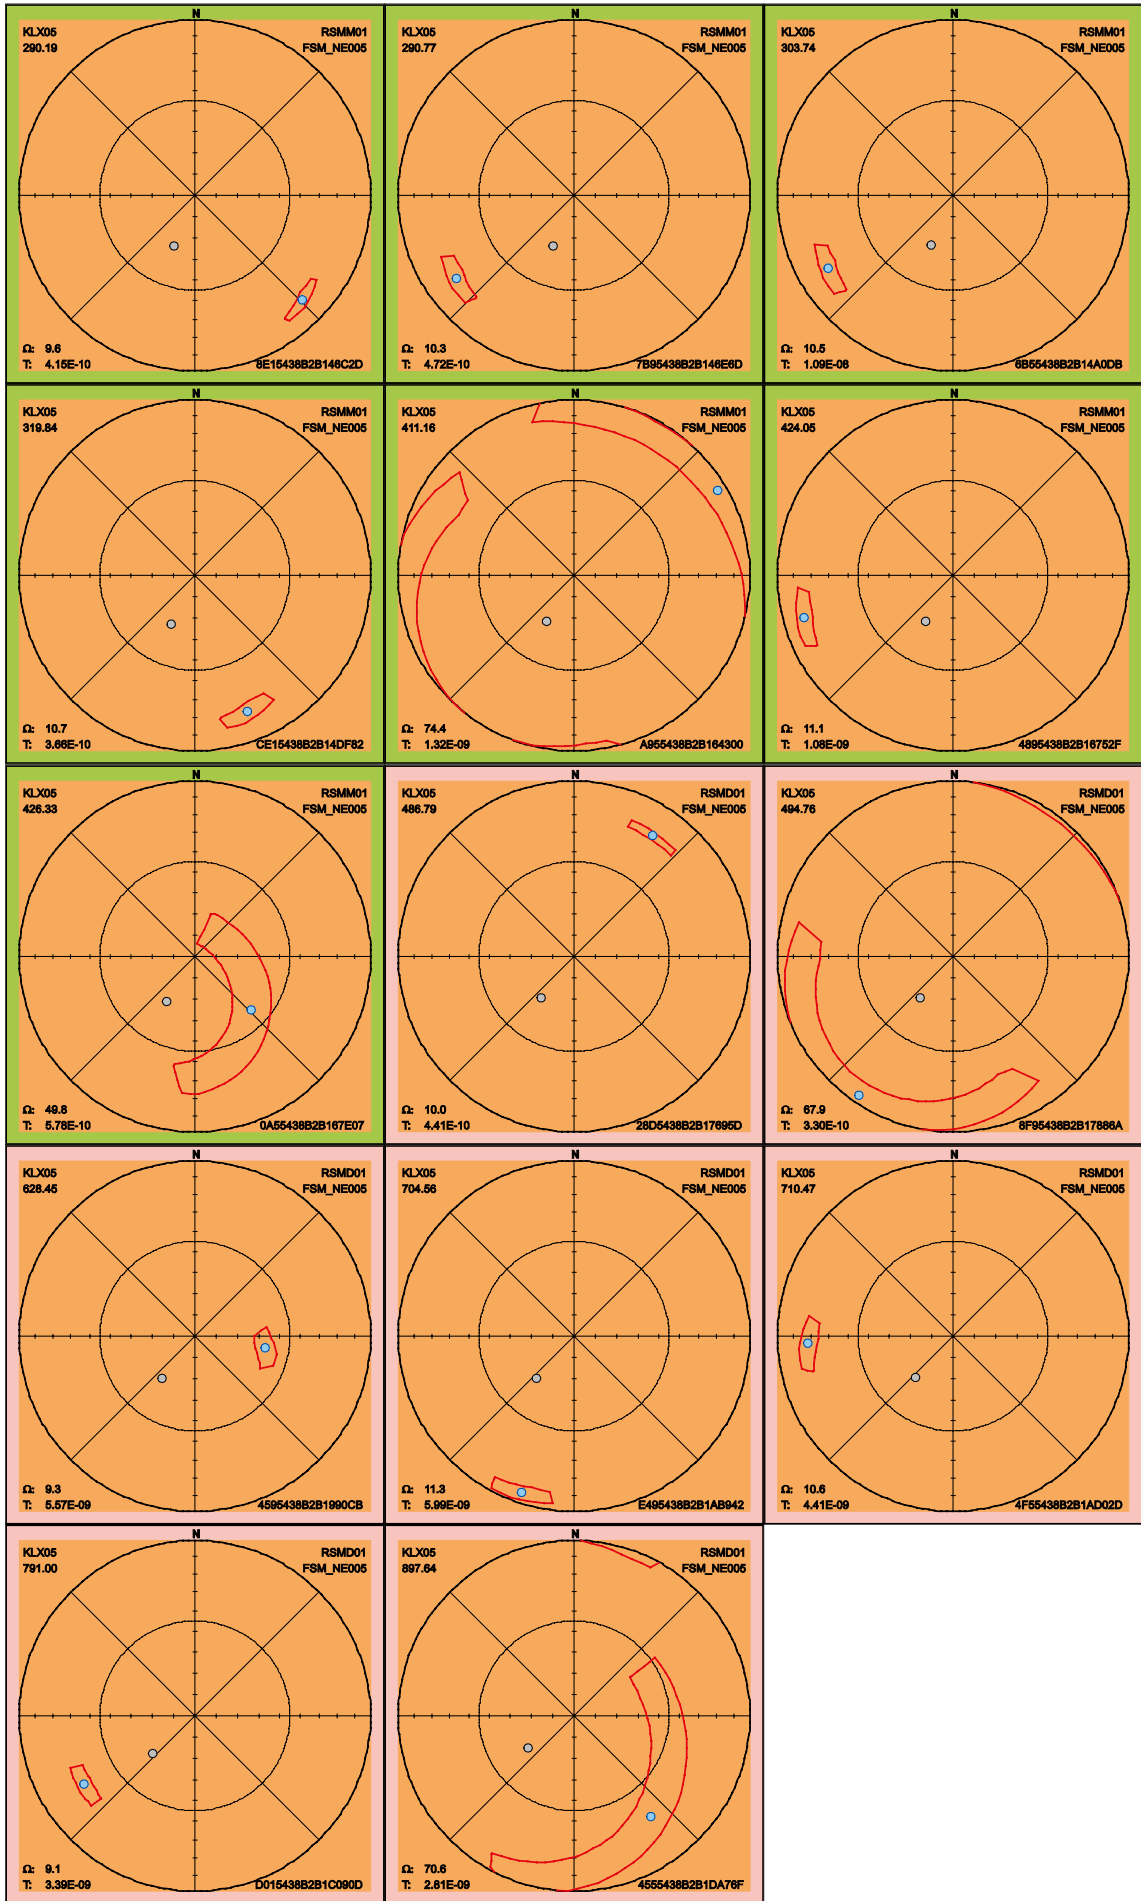 N
KLX05 RSMM01
290.19 FSM_NE005
Ω: 9.6
T: 4.15E-10 8E15438B2B146C2D
N
KLX05 RSMM01
290.77 FSM_NE005
Ω: 10.3
T: 4.72E-10 7B95438B2B146E6D
N
KLX05 RSMM01
303.74 FSM_NE005
Ω: 10.5
T: 1.09E-08 6B55438B2B14A0DB
N
KLX05 RSMM01
319.84 FSM_NE005
Ω: 10.7
T: 3.66E-10 CE15438B2B14DF82
N
KLX05 RSMM01
411.16 FSM_NE005
Ω: 74.4
T: 1.32E-09 A955438B2B164300
N
KLX05 RSMM01
424.05 FSM_NE005
Ω: 11.1
T: 1.08E-09 4895438B2B16752F
N
KLX05 RSMM01
426.33 FSM_NE005
Ω: 49.8
T: 5.78E-10 0A55438B2B167E07
N
KLX05 RSMD01
486.79 FSM_NE005
Ω: 10.0
T: 4.41E-10 28D5438B2B17695D
N
KLX05 RSMD01
494.76 FSM_NE005
Ω: 67.9
T: 3.30E-10 8F95438B2B17886A
N
KLX05 RSMD01
628.45 FSM_NE005
Ω: 9.3
T: 5.57E-09 4595438B2B1990CB
N
KLX05 RSMD01
704.56 FSM_NE005
Ω: 11.3
T: 5.99E-09 E495438B2B1AB942
N
KLX05 RSMD01
710.47 FSM_NE005
Ω: 10.6
T: 4.41E-09 4F55438B2B1AD02D
N
KLX05 RSMD01
791.00 FSM_NE005
Ω: 9.1
T: 3.39E-09 D015438B2B1C090D
N
KLX05 RSMD01
897.64 FSM_NE005
Ω: 70.6
T: 2.81E-09 4555438B2B1DA76F